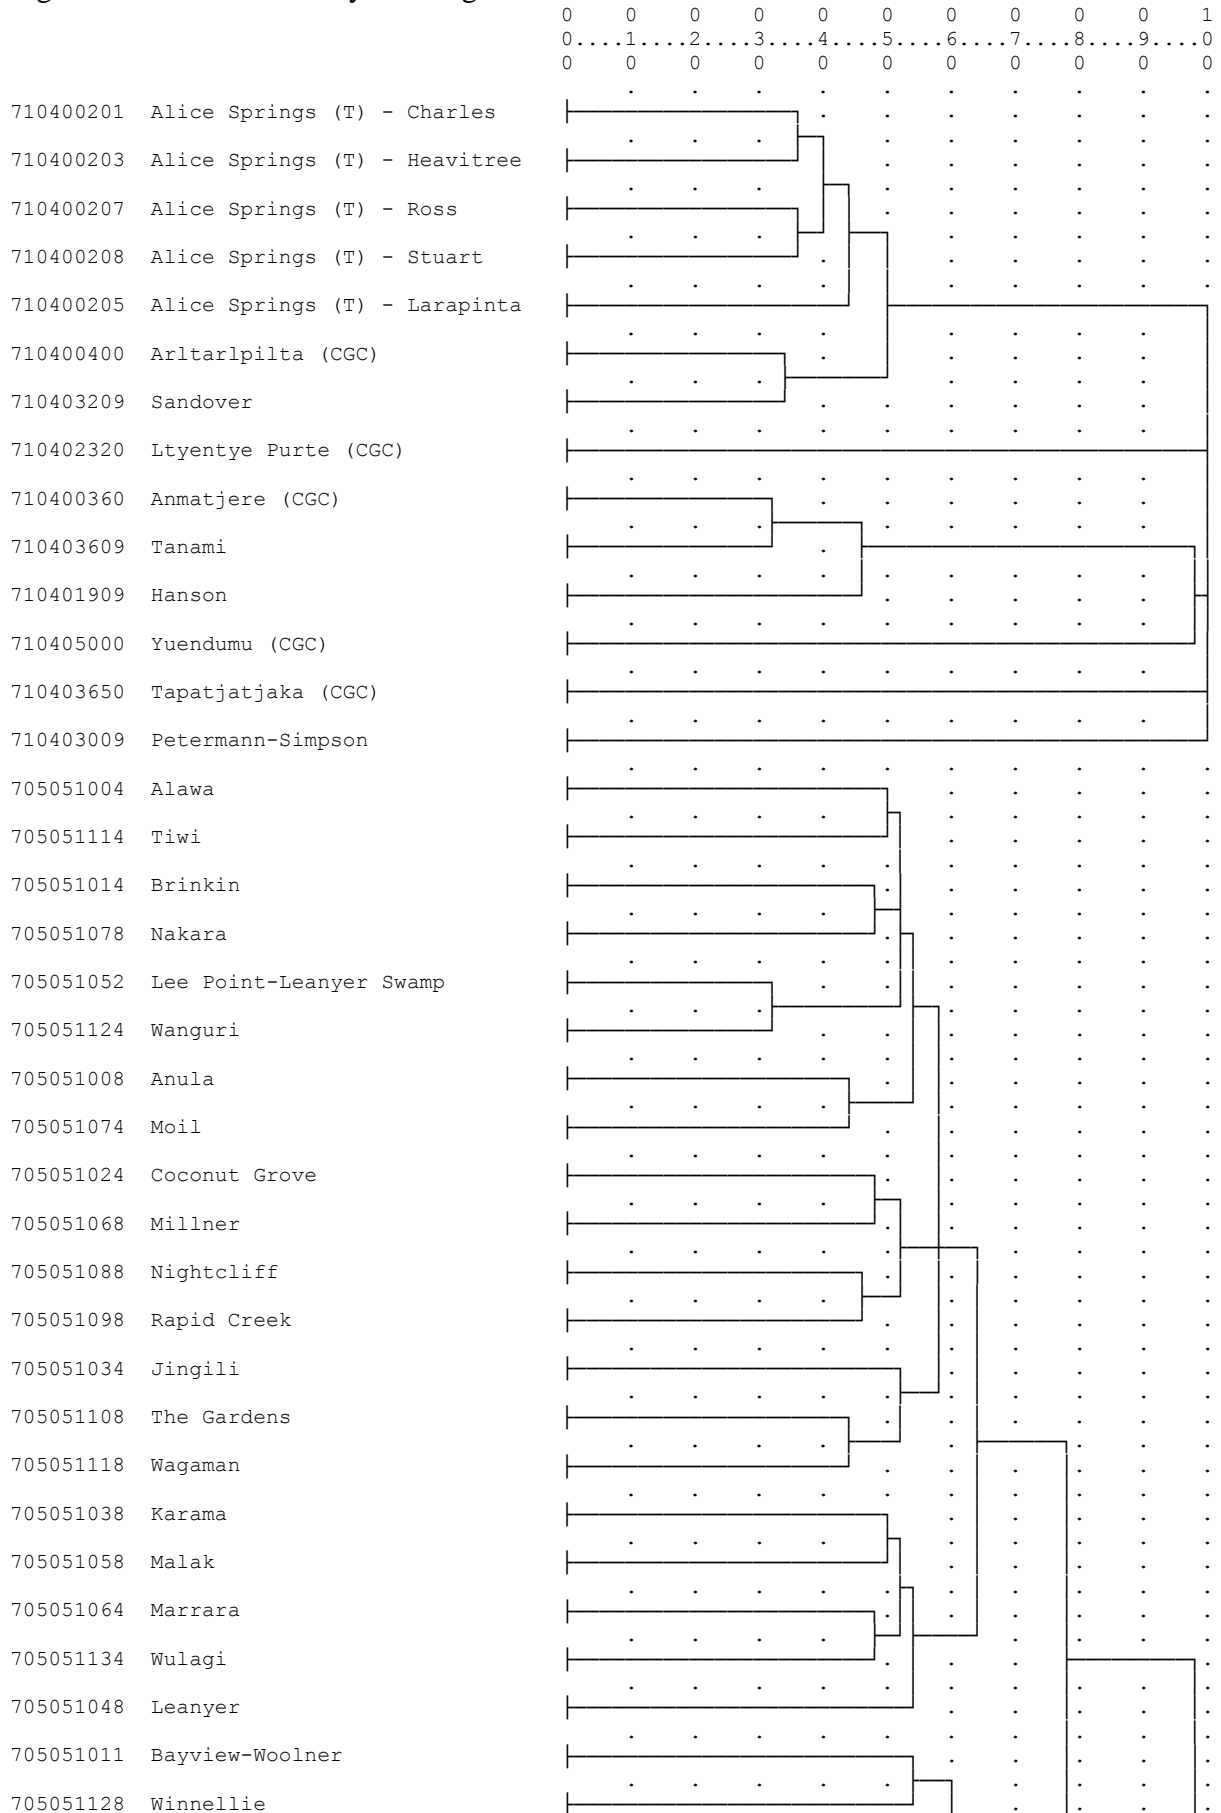 0 0 0 0 0 0 0 0 0 0 1
0....1....2....3....4....5....6....7....8....9....0
0 0 0 0 0 0 0 0 0 0 0
710400201 Alice Springs (T) - Charles
710400203 Alice Springs (T) - Heavitree
710400207 Alice Springs (T) - Ross
710400208 Alice Springs (T) - Stuart
710400205 Alice Springs (T) - Larapinta
710400400 Arltarlpilta (CGC)
710403209 Sandover
710402320 Ltyentye Purte (CGC)
710400360 Anmatjere (CGC)
710403609 Tanami
710401909 Hanson
710405000 Yuendumu (CGC)
710403650 Tapatjatjaka (CGC)
710403009 Petermann-Simpson
705051004 Alawa
705051114 Tiwi
705051014 Brinkin
705051078 Nakara
705051052 Lee Point-Leanyer Swamp
705051124 Wanguri
705051008 Anula
705051074 Moil
705051024 Coconut Grove
705051068 Millner
705051088 Nightcliff
705051098 Rapid Creek
705051034 Jingili
705051108 The Gardens
705051118 Wagaman
705051038 Karama
705051058 Malak
705051064 Marrara
705051134 Wulagi
705051048 Leanyer
705051011 Bayview-Woolner
705051128 Winnellie